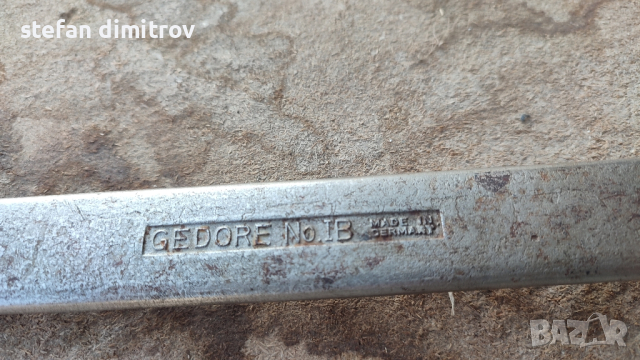 stefan dimitrov
GEDORE No.1B MADE IN GERMANY
BAZAR